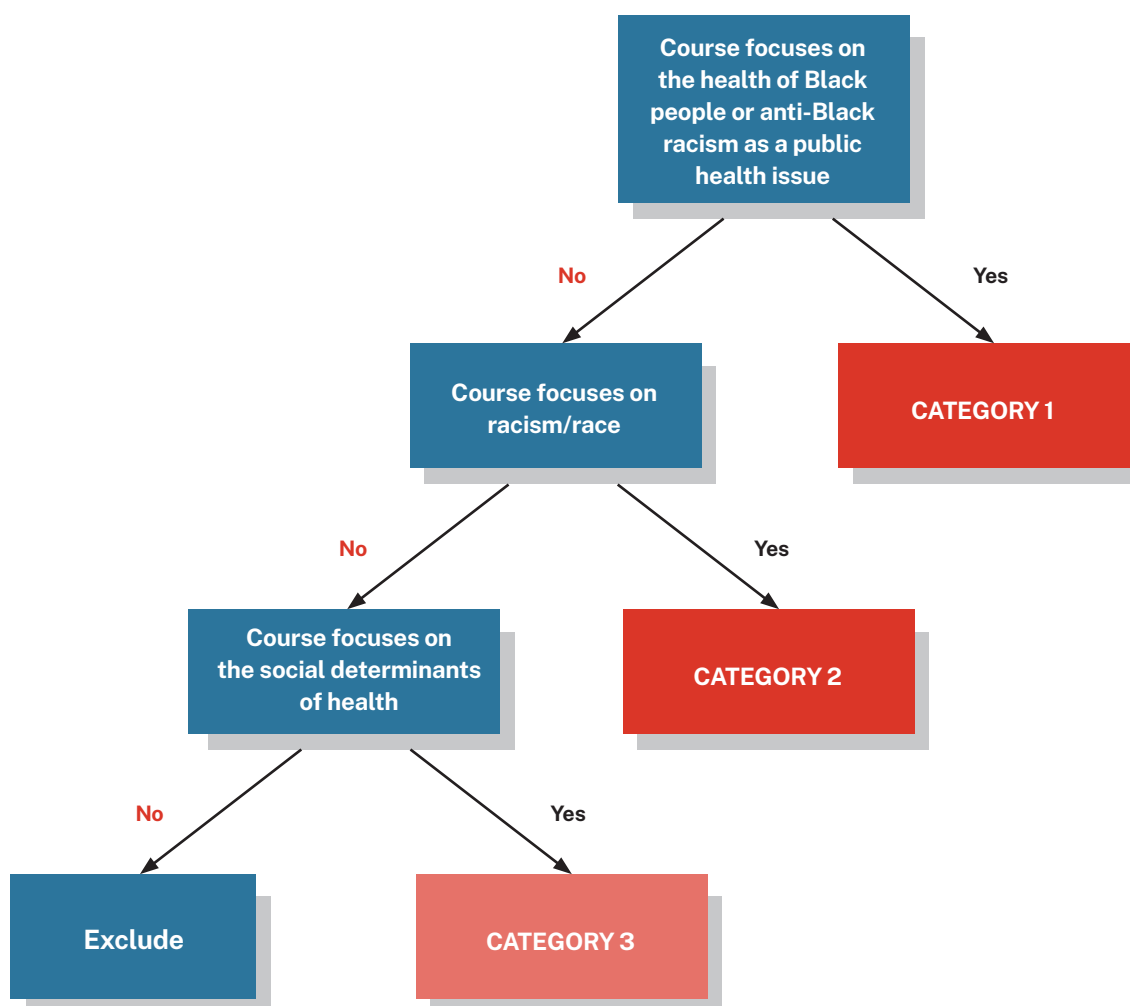 Course focuses on
the health of Black
people or anti-Black
racism as a public
health issue
No
Yes
Course focuses on
racism/race
CATEGORY 1
No
Yes
Course focuses on
the social determinants
of health
CATEGORY 2
No
Yes
Exclude
CATEGORY 3